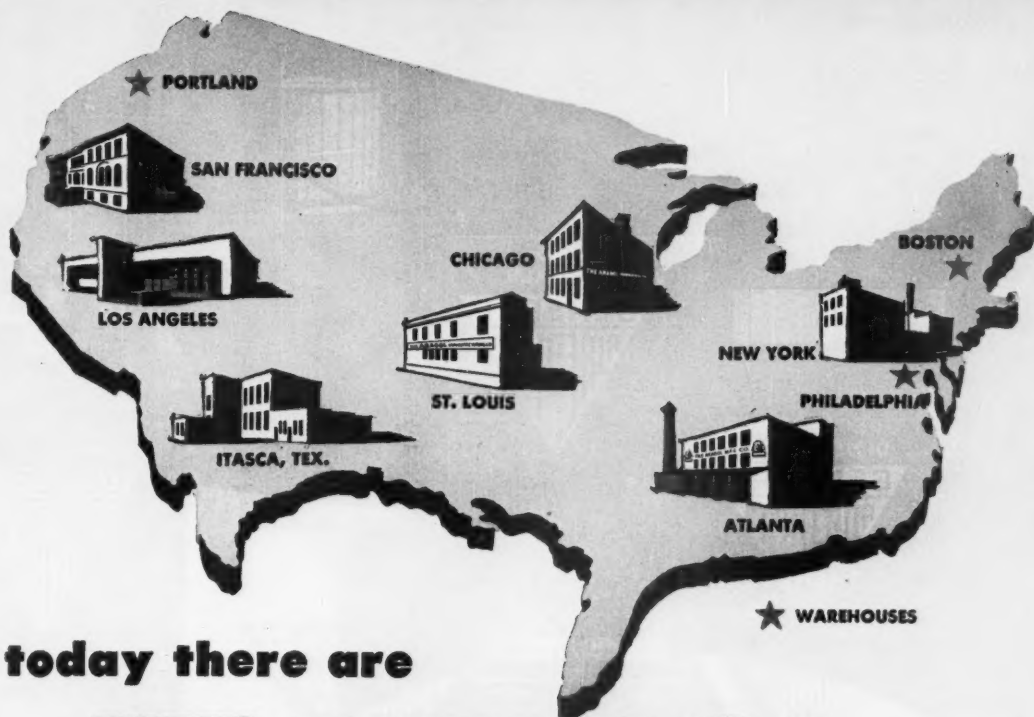 PORTLAND
SAN FRANCISCO
BOSTON
CHICAGO
LOS ANGELES
NEW YORK
ST. LOUIS
PHILADELPHIA
ITASCA, TEX.
ATLANTA
WAREHOUSES
today there are